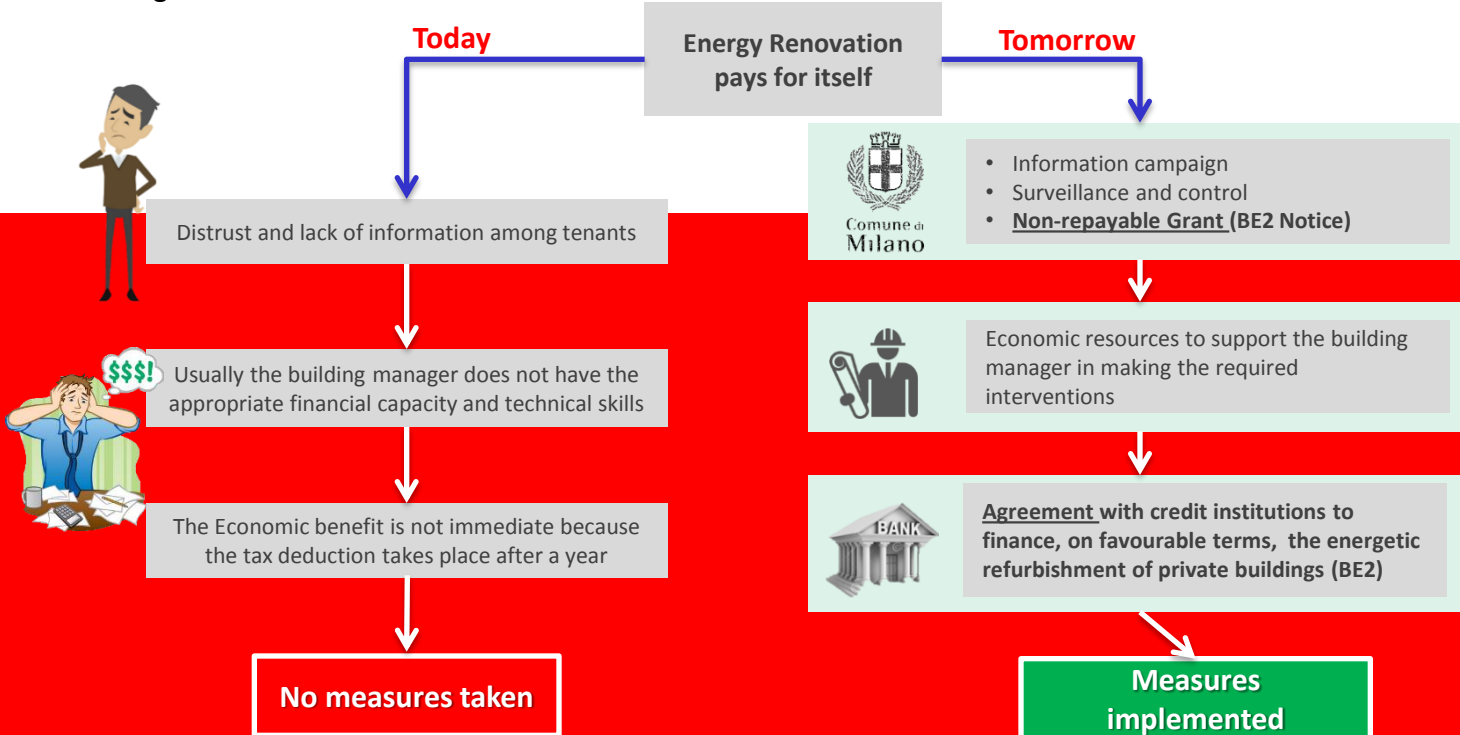 Energy Renovation
pays for itself
Today
Tomorrow
Distrust and lack of information among tenants
$$$!
Usually the building manager does not have the
appropriate financial capacity and technical skills
The Economic benefit is not immediate because
the tax deduction takes place after a year
No measures taken
Comune di
Milano
• Information campaign
• Surveillance and control
• Non-repayable Grant (BE2 Notice)
Economic resources to support the building
manager in making the required
interventions
BANK
Agreement with credit institutions to
finance, on favourable terms, the energetic
refurbishment of private buildings (BE2)
Measures
implemented